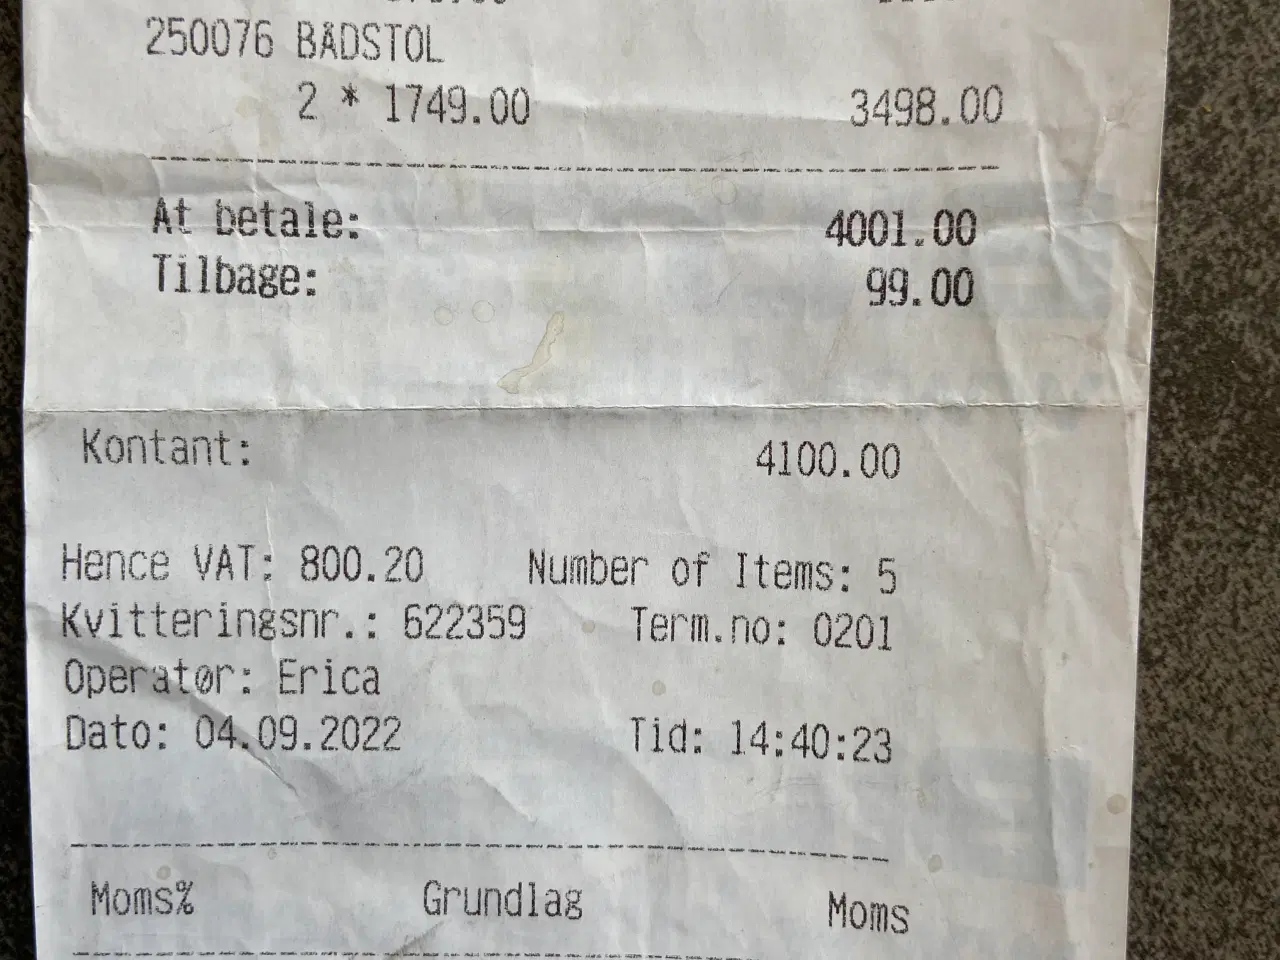 250076 BÅDSTOL
2 * 1749.00 3498.00
At betale: 4001.00
Tilbage: 99.00
Kontant: 4100.00
Hence VAT: 800.20 Number of Items: 5
Kvitteringsnr.: 622359 Term.no: 0201
Operatør: Erica
Dato: 04.09.2022 Tid: 14:40:23
Moms% Grundlag Moms